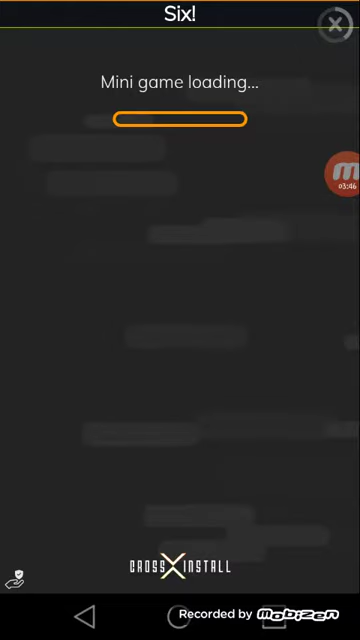 Six!
Mini game loading...
03:46
CROSS INSTALL
Recorded by MOBIZEN